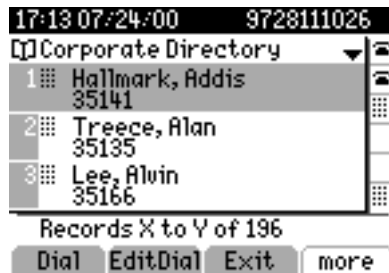 17:13 07/24/00 9728111026
Corporate Directory
1 Hallmark, Addis
35141
2 Treece, Alan
35135
3 Lee, Alvin
35166
Records X to Y of 196
Dial EditDial Exit more